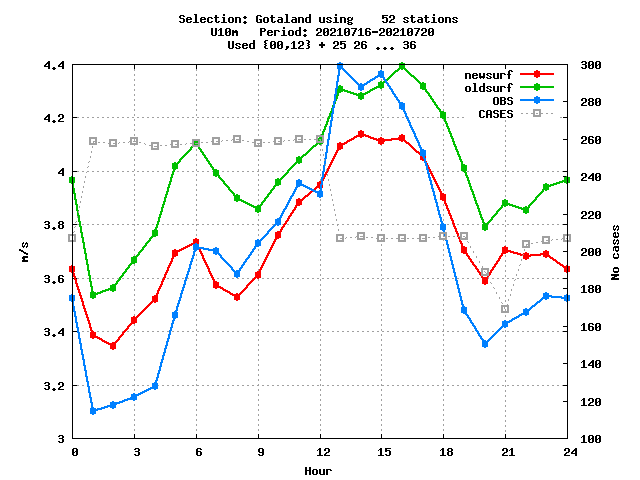 Selection: Gotaland using    52 stations
U10m   Period: 20210716-20210720
Used {00,12} + 25 26 ... 36
newsurf
oldsurf
OBS
CASES
4.4
4.2
4
3.8
3.6
3.4
3.2
3
m/s
300
280
260
240
220
200
180
160
140
120
100
No cases
0 3 6 9 12 15 18 21 24
Hour